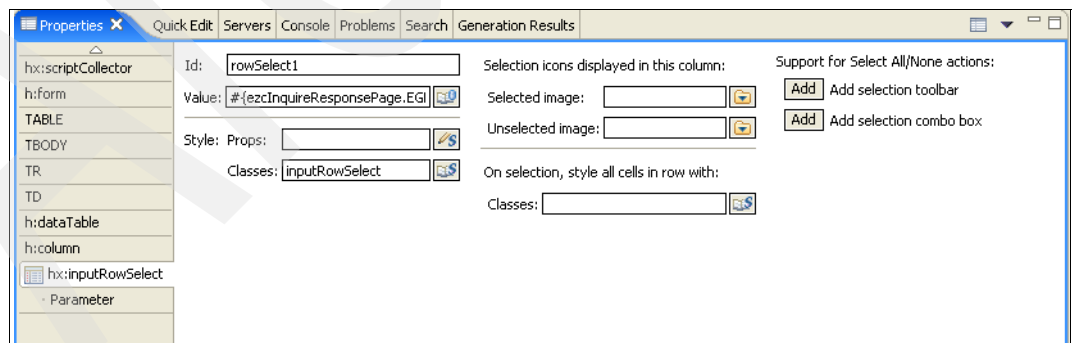 Properties Quick Edit Servers Console Problems Search Generation Results
hx:scriptCollector
h:form
TABLE
TBODY
TR
TD
h:dataTable
h:column
hx:inputRowSelect
· Parameter
Id: rowSelect1
Value: #{ezcInquireResponsePage.EGI
Style: Props:
Classes: inputRowSelect
Selection icons displayed in this column:
Selected image:
Unselected image:
On selection, style all cells in row with:
Classes:
Support for Select All/None actions:
Add Add selection toolbar
Add Add selection combo box